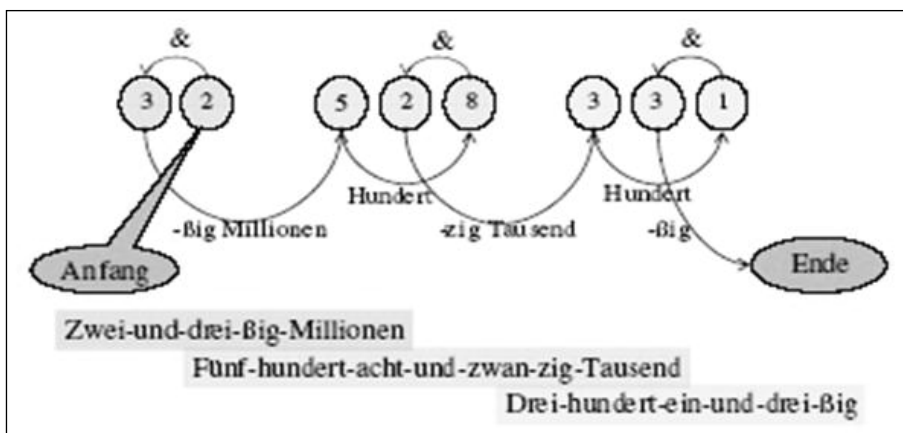 & & &
3 2 5 2 8 3 3 1
Hundert Hundert
-ßig Millionen -zig Tausend -ßig
Anfang Ende
Zwei-und-drei-ßig-Millionen
Fünf-hundert-acht-und-zwan-zig-Tausend
Drei-hundert-ein-und-drei-ßig